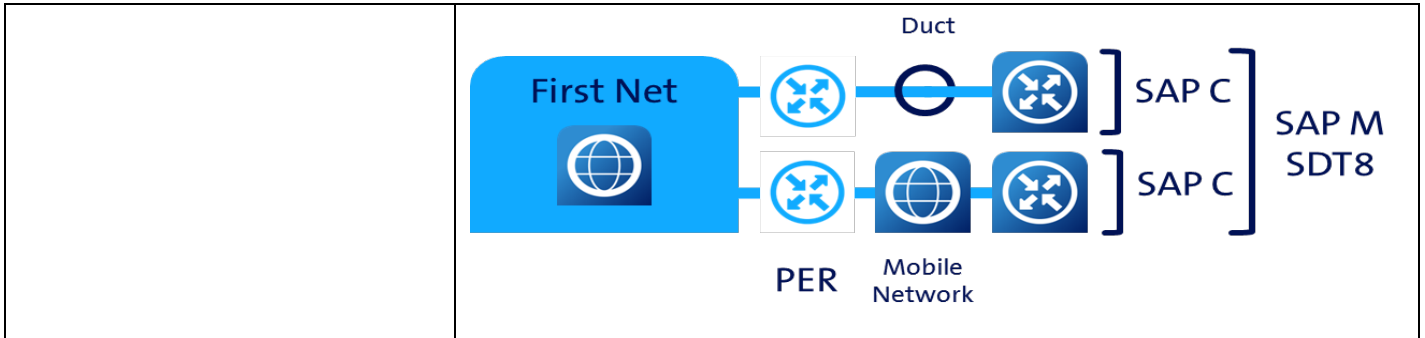 Duct
First Net
SAP C
SAP M
SDT8
SAP C
PER
Mobile
Network